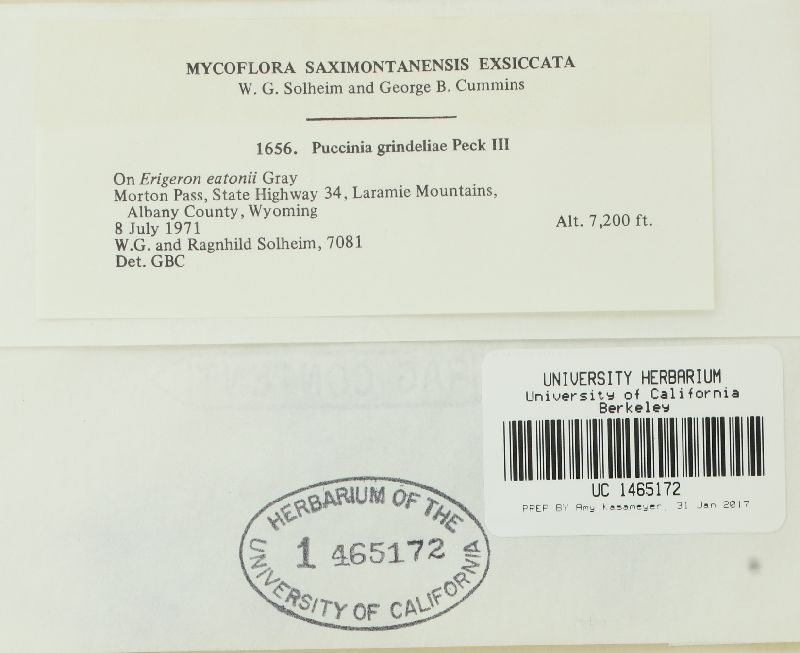 MYCOFLORA SAXIMONTANENSIS EXSICCATA
W. G. Solheim and George B. Cummins
1656. Puccinia grindeliae Peck III
On Erigeron eatonii Gray
Morton Pass, State Highway 34, Laramie Mountains,
Albany County, Wyoming
8 July 1971
Alt. 7,200 ft.
W.G. and Ragnhild Solheim, 7081
Det. GBC
UNIVERSITY HERBARIUM
University of California
Berkeley
UC 1465172
PREP BY Amy Kasameyer, 31 Jan 2017
HERBARIUM OF THE
1 465172
UNIVERSITY OF CALIFORNIA